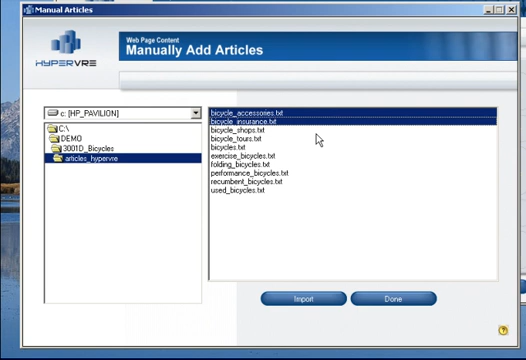 Manual Articles
Web Page Content
Manually Add Articles
HYPERVRE
c: [HP_PAVILION]
C:\
DEMO
3001D_Bicycles
articles_hypervre
bicycle_accessories.txt
bicycle_insurance.txt
bicycle_shops.txt
bicycle_tours.txt
bicycles.txt
exercise_bicycles.txt
folding_bicycles.txt
performance_bicycles.txt
recumbent_bicycles.txt
used_bicycles.txt
Import
Done